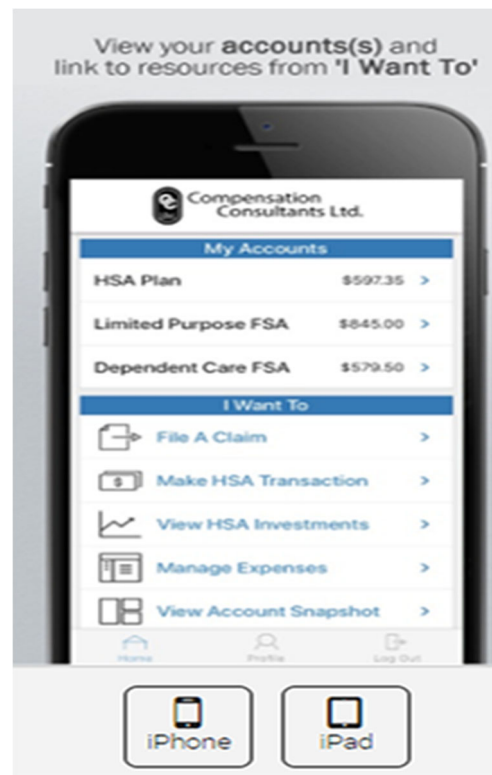 View your accounts(s) and
link to resources from 'I Want To'
Compensation
Consultants Ltd.
My Accounts
HSA Plan $597.35 >
Limited Purpose FSA $845.00 >
Dependent Care FSA $579.50 >
I Want To
File A Claim >
$ Make HSA Transaction >
View HSA Investments >
Manage Expenses >
View Account Snapshot >
Home Profile Log Out
iPhone iPad